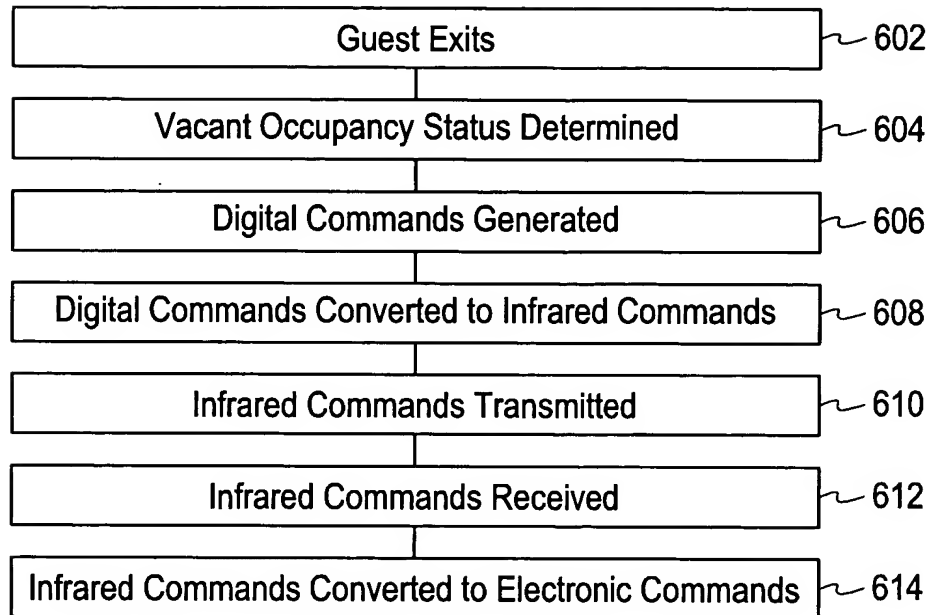 Guest Exits 602
Vacant Occupancy Status Determined 604
Digital Commands Generated 606
Digital Commands Converted to Infrared Commands 608
Infrared Commands Transmitted 610
Infrared Commands Received 612
Infrared Commands Converted to Electronic Commands 614